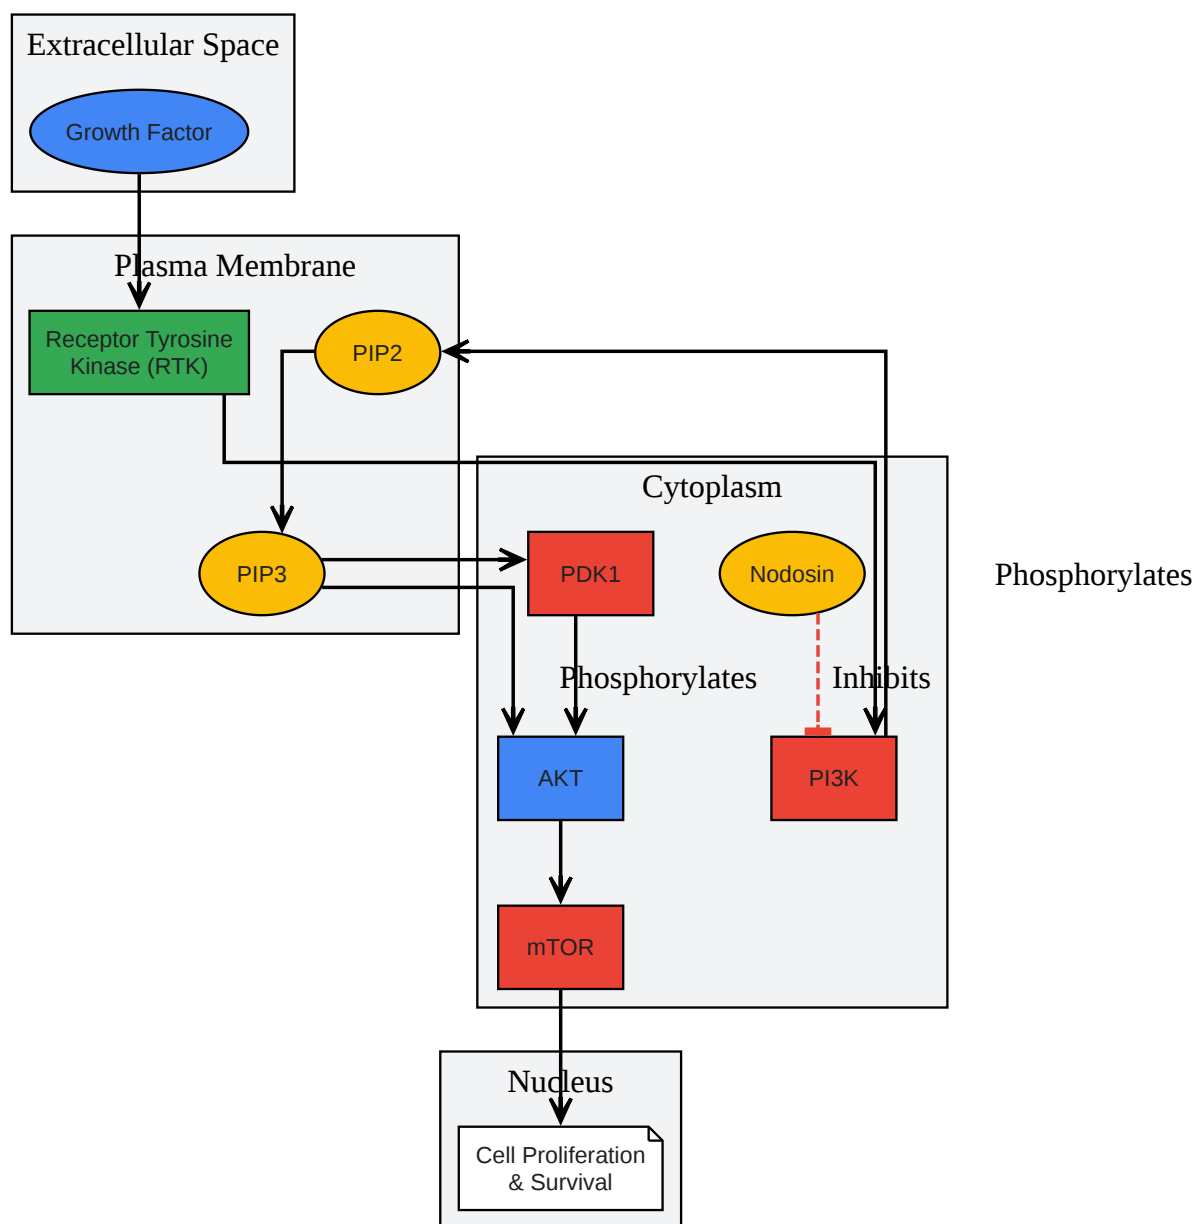 Extracellular Space
Growth Factor
Plasma Membrane
Receptor Tyrosine
Kinase (RTK)
PIP2
Cytoplasm
PIP3
PDK1
Nodosin
Phosphorylates
Phosphorylates
Inhibits
AKT
PI3K
mTOR
Nucleus
Cell Proliferation
& Survival